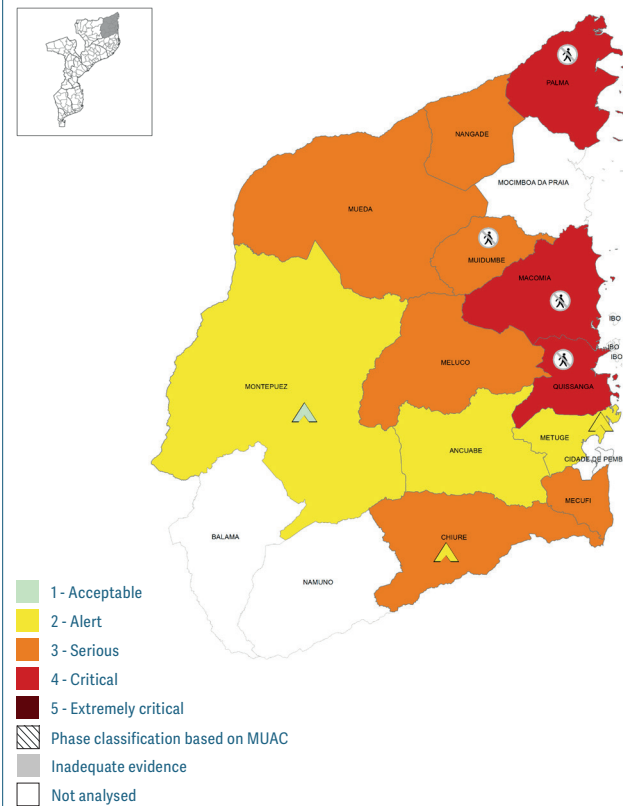 PALMA
NANGADE
MOCIMBOA DA PRAIA
MUEDA
MUIDUMBE
MACOMIA
IBO
IBO
IBO
MELUCO
QUISSANGA
MONTEPUEZ
METUGE
ANCUABE
CIDADE DE PEMB
MECUFI
BALAMA
CHIURE
NAMUNO
1 - Acceptable
2 - Alert
3 - Serious
4 - Critical
5 - Extremely critical
Phase classification based on MUAC
Inadequate evidence
Not analysed